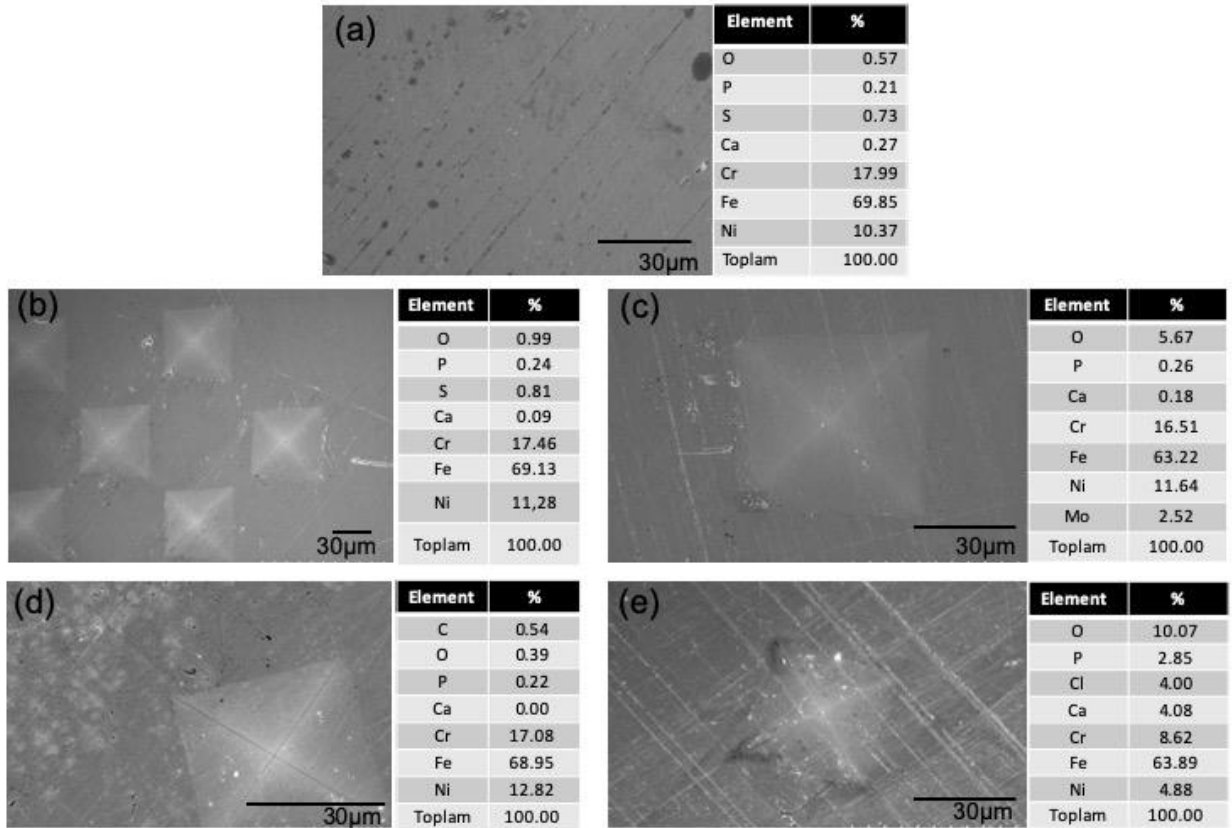 (a)
Element %
O 0.57
P 0.21
S 0.73
Ca 0.27
Cr 17.99
Fe 69.85
Ni 10.37
Toplam 100.00
30µm
(b)
Element %
O 0.99
P 0.24
S 0.81
Ca 0.09
Cr 17.46
Fe 69.13
Ni 11,28
Toplam 100.00
30µm
(c)
Element %
O 5.67
P 0.26
Ca 0.18
Cr 16.51
Fe 63.22
Ni 11.64
Mo 2.52
Toplam 100.00
30µm
(d)
Element %
C 0.54
O 0.39
P 0.22
Ca 0.00
Cr 17.08
Fe 68.95
Ni 12.82
Toplam 100.00
30µm
(e)
Element %
O 10.07
P 2.85
Cl 4.00
Ca 4.08
Cr 8.62
Fe 63.89
Ni 4.88
Toplam 100.00
30µm